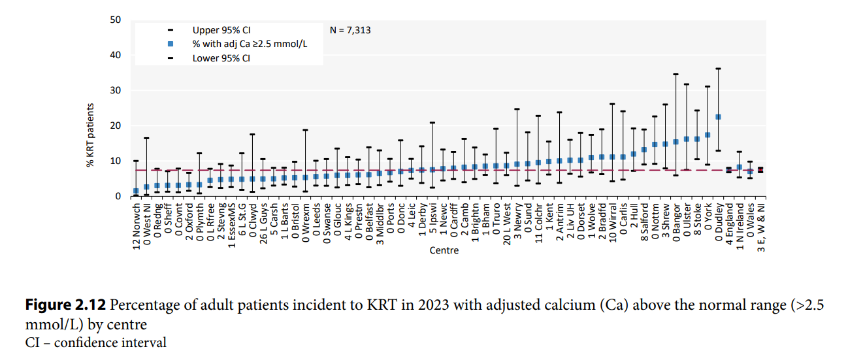 50
40
30
20
10
0
% KRT patients
Upper 95% CI
% with adj Ca ≥2.5 mmol/L
Lower 95% CI
N = 7,313
12 Norwch
0 West NI
0 Redng
0 Sheff
0 Covnt
2 Oxford
0 Plymth
0 L Rfree
2 Stevng
1 EssexMS
6 L St.G
0 Clwyd
26 L Guys
5 Carsh
1 L Barts
0 Bristol
0 Wrexm
0 Leeds
0 Swanse
0 Glouc
4 L Kings
0 Prestn
0 Belfast
3 Middlbr
0 Ports
0 Donc
4 Leic
1 Derby
5 Ipswi
1 Newc
0 Cardff
2 Camb
1 Brightn
1 Bham
0 Truro
20 L West
3 Newry
0 Sund
11 Colchr
1 Kent
2 Antrim
2 Liv UH
0 Dorset
1 Wolve
2 Bradfd
10 Wirral
0 Carlis
2 Hull
8 Salford
0 Nottm
3 Shrew
0 Bangor
0 Ulster
8 Stoke
0 York
0 Dudley
4 England
1 N Ireland
0 Wales
3 E, W & NI
Centre
Figure 2.12 Percentage of adult patients incident to KRT in 2023 with adjusted calcium (Ca) above the normal range (>2.5
mmol/L) by centre
CI – confidence interval